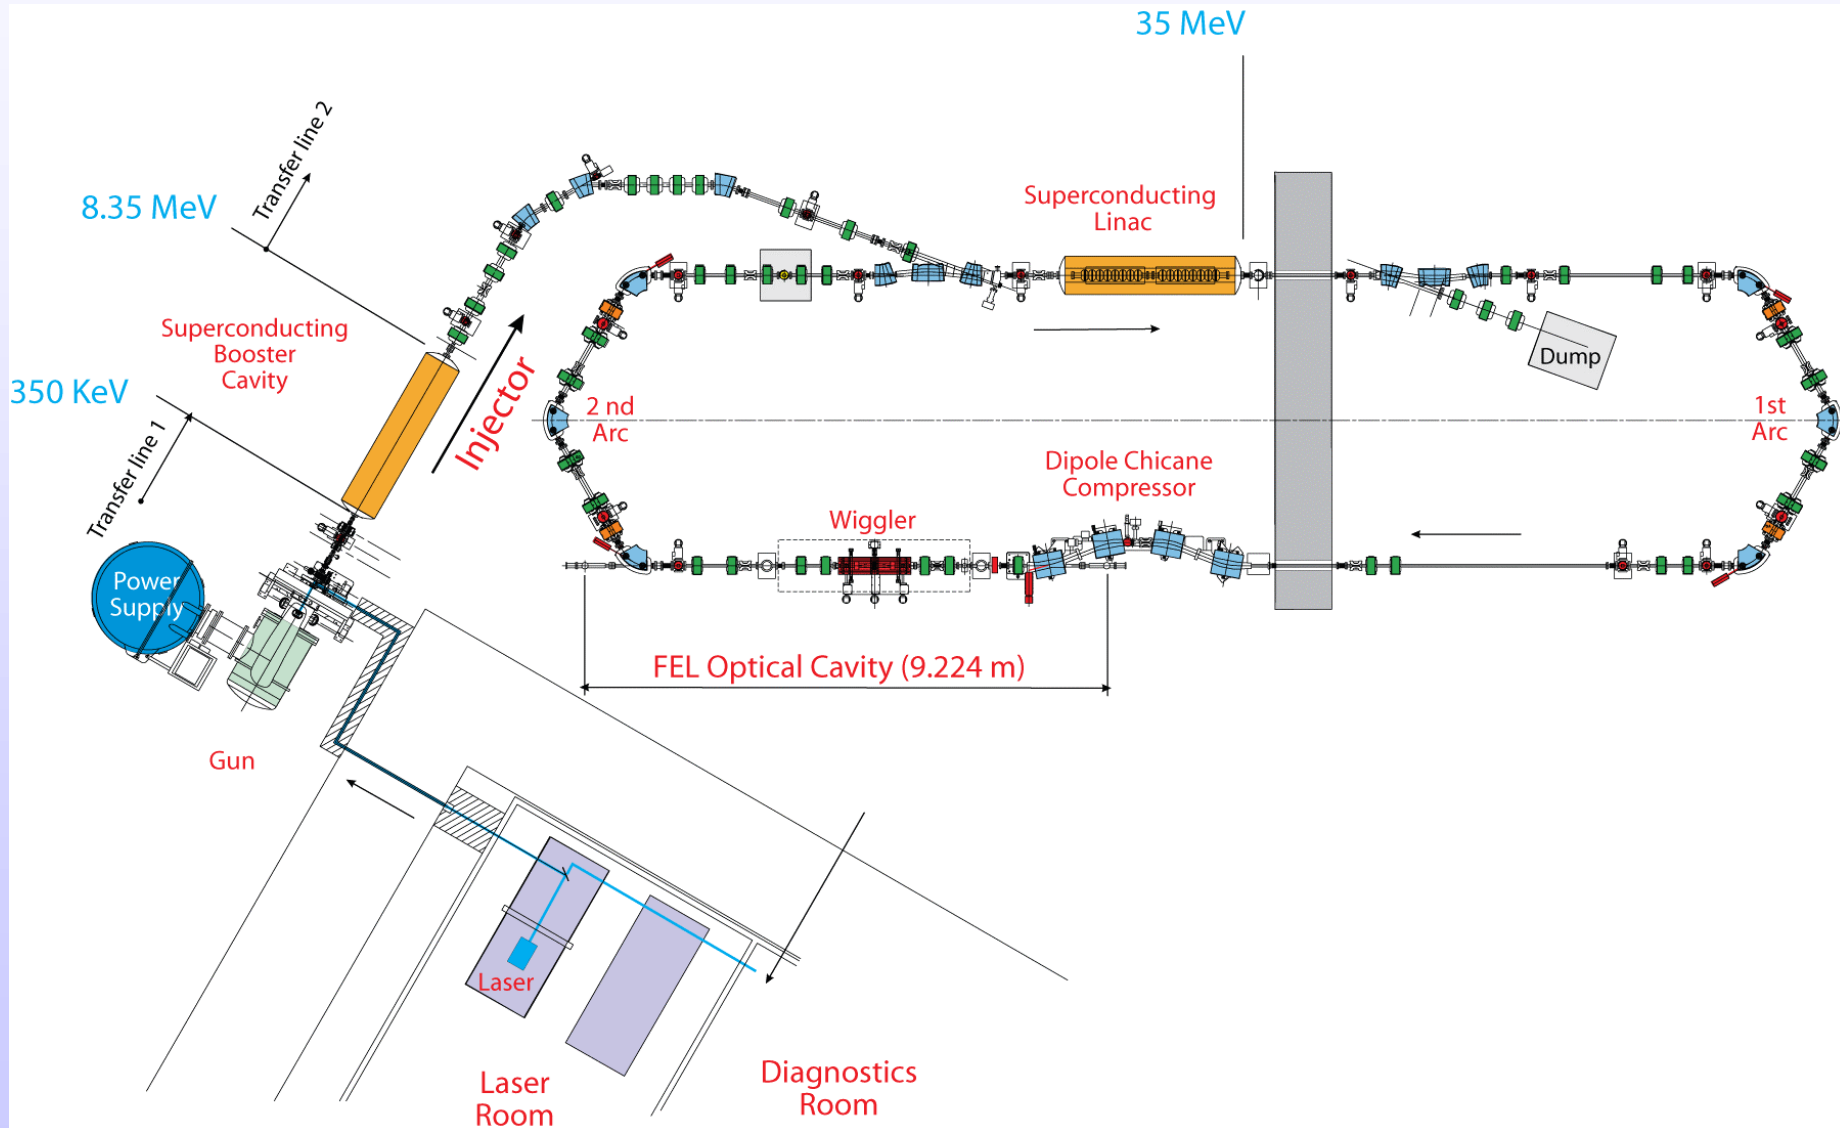 35 MeV
Transfer line 2
8.35 MeV
Superconducting
Linac
Superconducting
Booster
Cavity
350 KeV
Transfer line 1
Injector
Dump
2 nd
Arc
1st
Arc
Dipole Chicane
Compressor
Wiggler
Power
Supply
FEL Optical Cavity (9.224 m)
Gun
Laser
Laser
Room
Diagnostics
Room